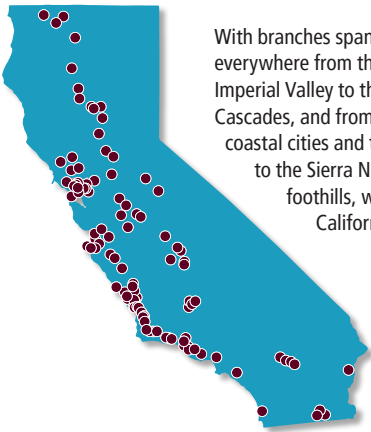 With branches span
everywhere from th
Imperial Valley to th
Cascades, and from
coastal cities and
to the Sierra N
foothills, w
Californ